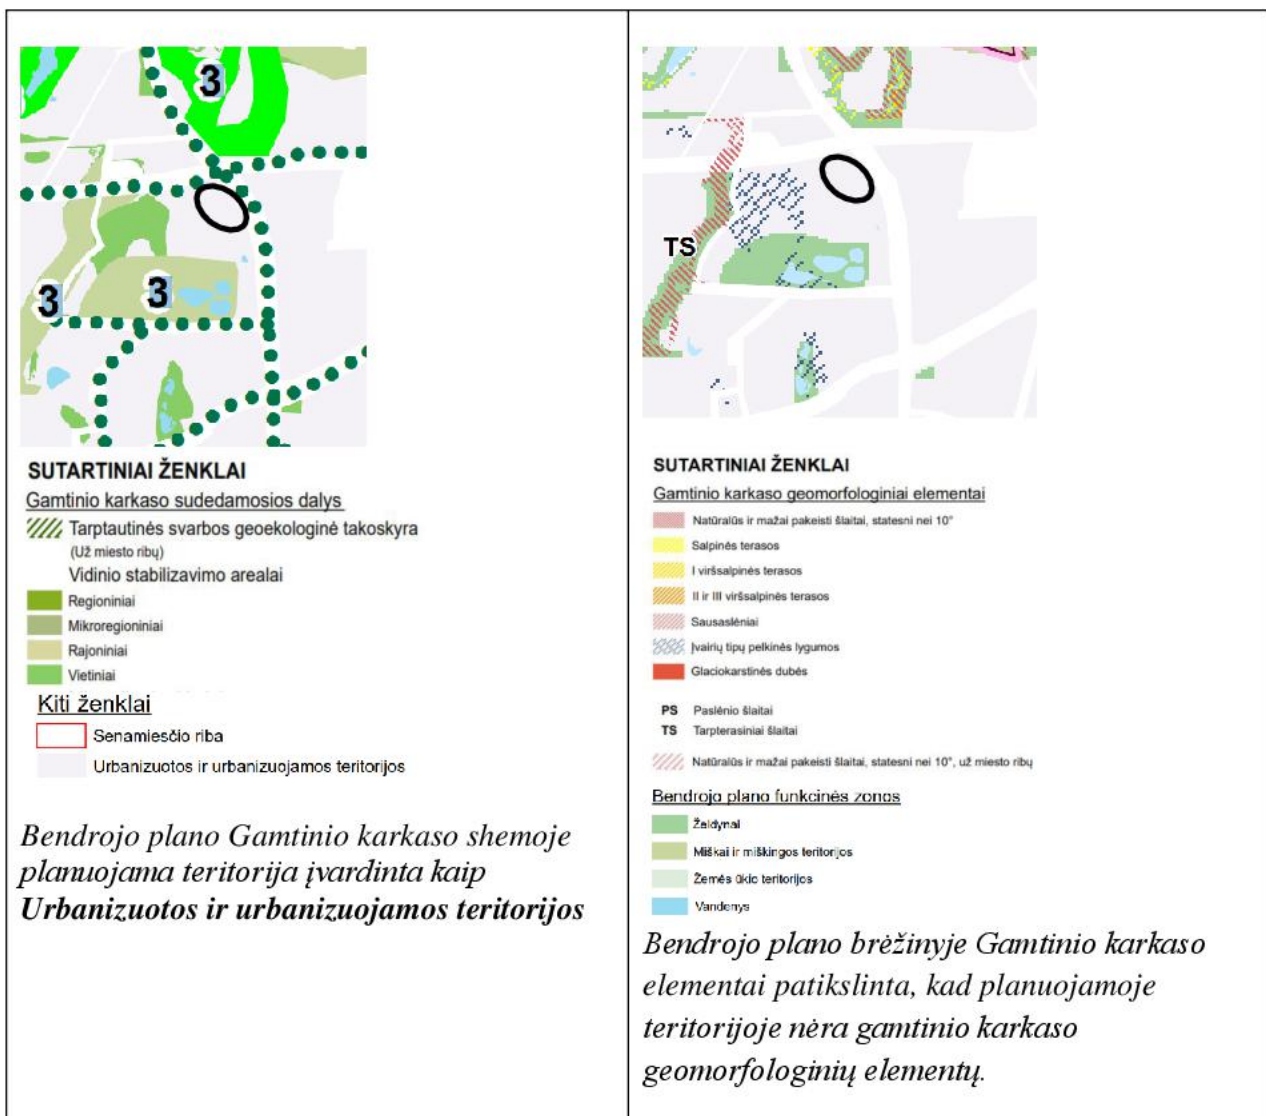 3
3
3
SUTARTINIAI ŽENKLAI
Gamtinio karkaso sudedamosios dalys
Tarptautinės svarbos geoekologinė takoskyra
(Už miesto ribų)
Vidinio stabilizavimo arealai
Regioniniai
Mikroregioniniai
Rajoniniai
Vietiniai
Kiti ženklai
Senamiesčio riba
Urbanizuotos ir urbanizuojamos teritorijos
Bendrojo plano Gamtinio karkaso shemoje
planuojama teritorija įvardinta kaip
Urbanizuotos ir urbanizuojamos teritorijos
TS
SUTARTINIAI ŽENKLAI
Gamtinio karkaso geomorfologiniai elementai
Natūralūs ir mažai pakeisti šlaitai, statesni nei 10°
Salpinės terasos
I viršsalpinės terasos
II ir III viršsalpinės terasos
Sausaslėniai
Įvairių tipų pelkinės lygumos
Glaciokarstinės dubės
PS Paslėnio šlaitai
TS Tarpterasiniai šlaitai
Natūralūs ir mažai pakeisti šlaitai, statesni nei 10°, už miesto ribų
Bendrojo plano funkcinės zonos
Želdynai
Miškai ir miškingos teritorijos
Žemės ūkio teritorijos
Vandenys
Bendrojo plano brėžinyje Gamtinio karkaso
elementai patikslinta, kad planuojamoje
teritorijoje nėra gamtinio karkaso
geomorfologinių elementų.